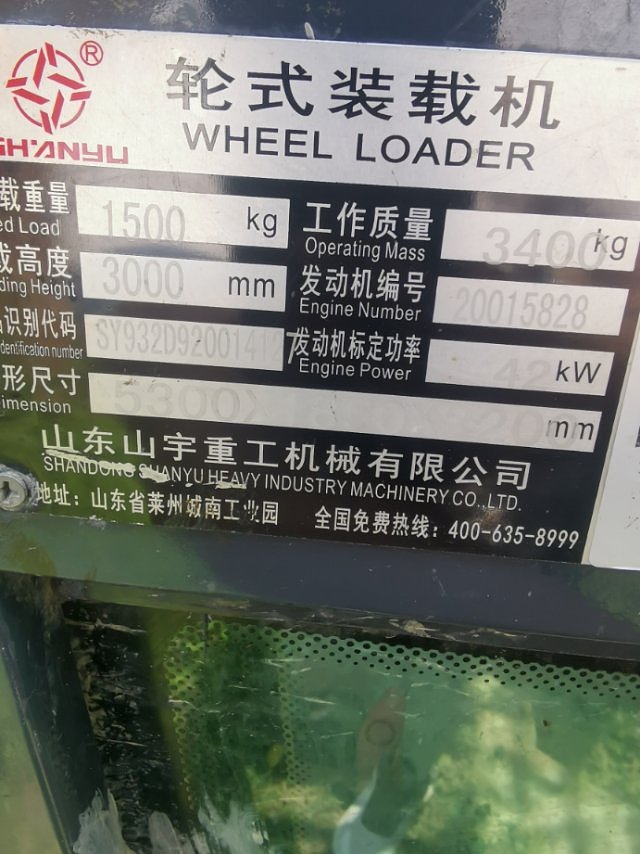 ®
SHANYU
轮式装载机
WHEEL LOADER
载重量 1500 kg 工作质量 3400 kg
ed Load Operating Mass
载高度 3000 mm 发动机编号 20015828
ding Height Engine Number
识别代码 发动机标定功率 42 kW
dentification number Engine Power
形尺寸 mm
imension
山东山宇重工机械有限公司
SHANDONG SHANYU HEAVY INDUSTRY MACHINERY CO., LTD.
地址: 山东省莱州城南工业园 全国免费热线: 400-635-8999